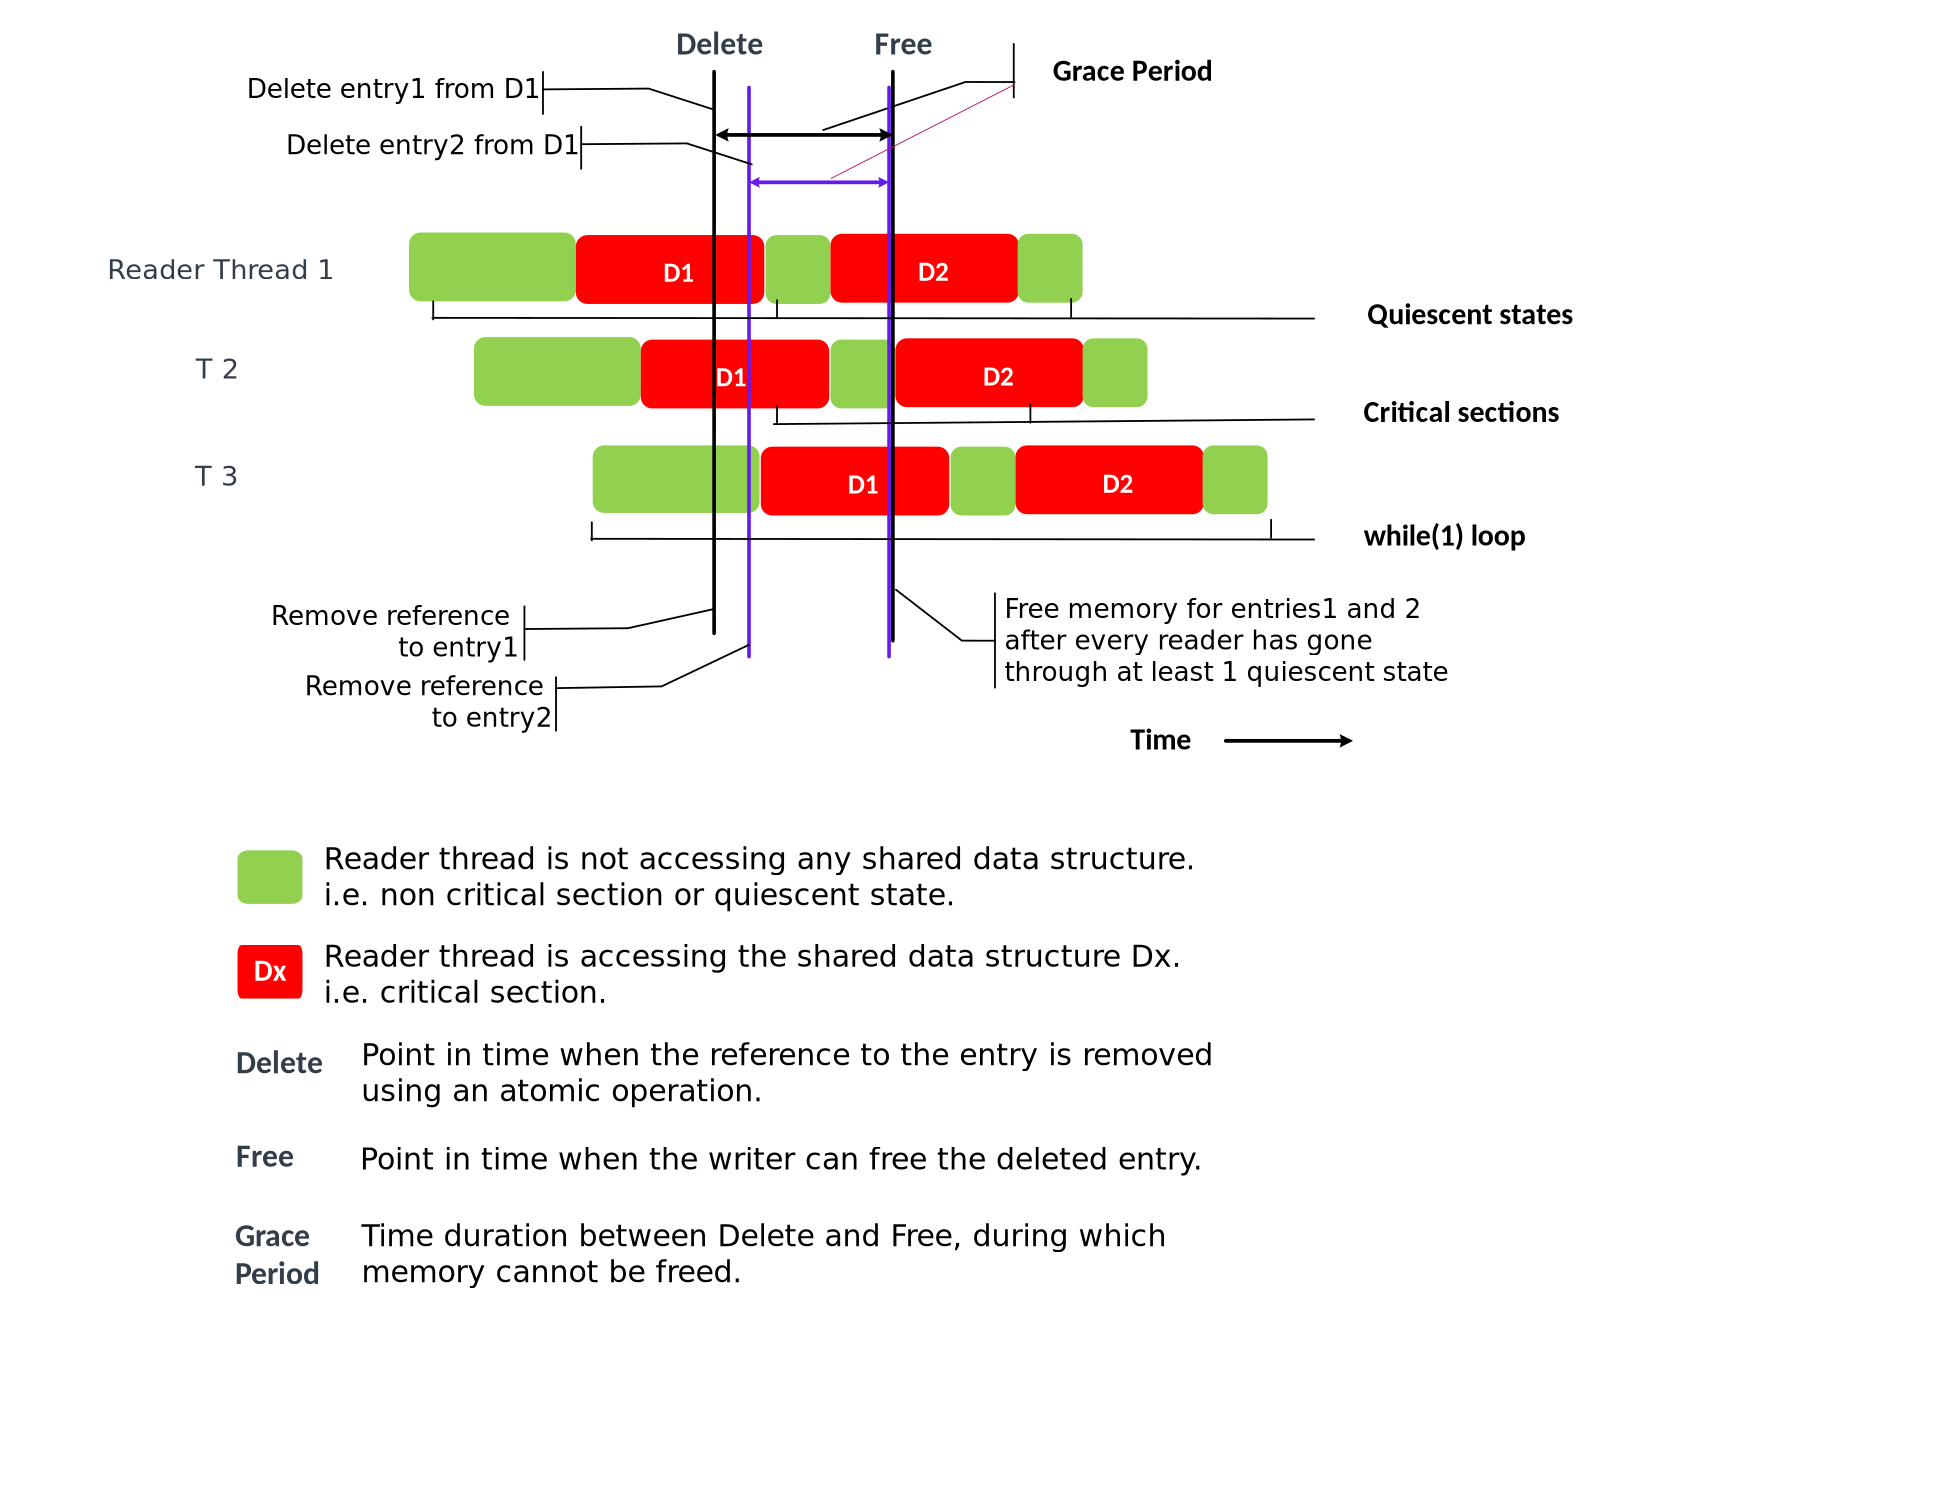 Delete
Free
Grace Period
Delete entry1 from D1
Delete entry2 from D1
Reader Thread 1
D1
D2
Quiescent states
T 2
D1
D2
Critical sections
T 3
D1
D2
while(1) loop
Remove reference
to entry1
Free memory for entries1 and 2
after every reader has gone
through at least 1 quiescent state
Remove reference
to entry2
Time
Reader thread is not accessing any shared data structure.
i.e. non critical section or quiescent state.
Dx
Reader thread is accessing the shared data structure Dx.
i.e. critical section.
Delete
Point in time when the reference to the entry is removed
using an atomic operation.
Free
Point in time when the writer can free the deleted entry.
Grace
Period
Time duration between Delete and Free, during which
memory cannot be freed.